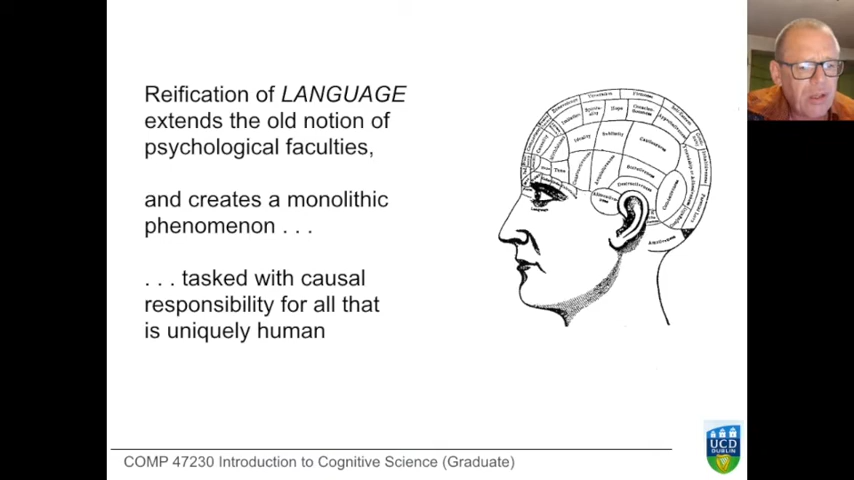 Reification of LANGUAGE
extends the old notion of
psychological faculties,
and creates a monolithic
phenomenon . . .
. . . tasked with causal
responsibility for all that
is uniquely human
COMP 47230 Introduction to Cognitive Science (Graduate)
UCD
DUBLIN